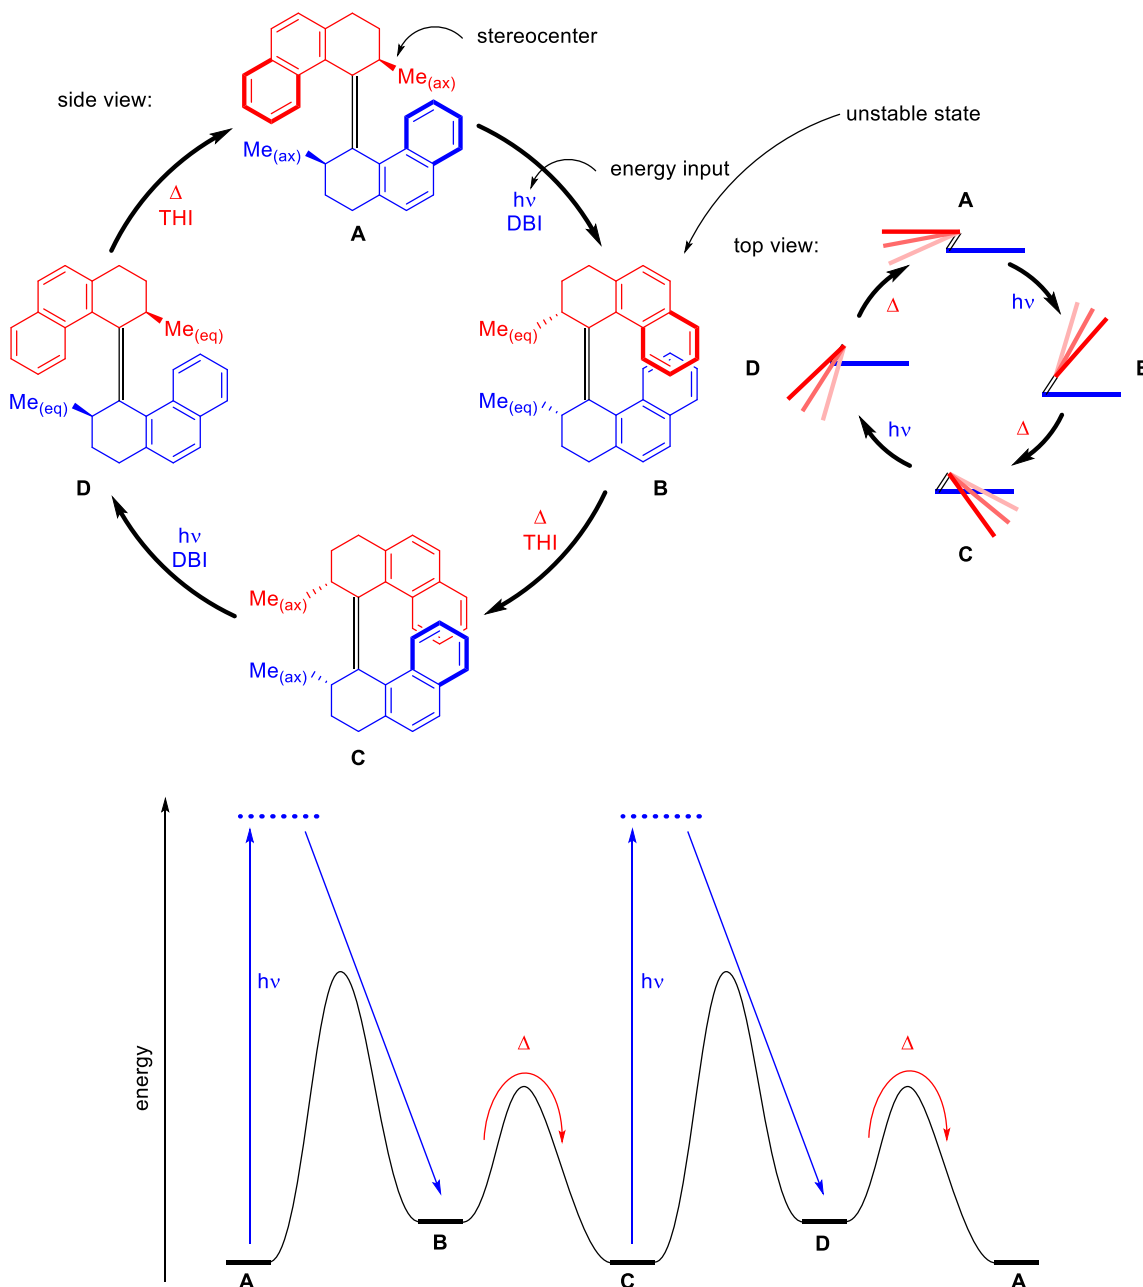 stereocenter
Me(ax)
side view:
unstable state
Me(ax)
energy input
Δ
THI
hν
DBI
A
A
top view:
hν
Δ
Me(eq)
Me(eq)
D
B
Me(eq)
Me(eq)
hν
Δ
D
B
C
Δ
THI
hν
DBI
Me(ax)
Me(ax)
C
energy
hν
hν
Δ
Δ
A
B
C
D
A